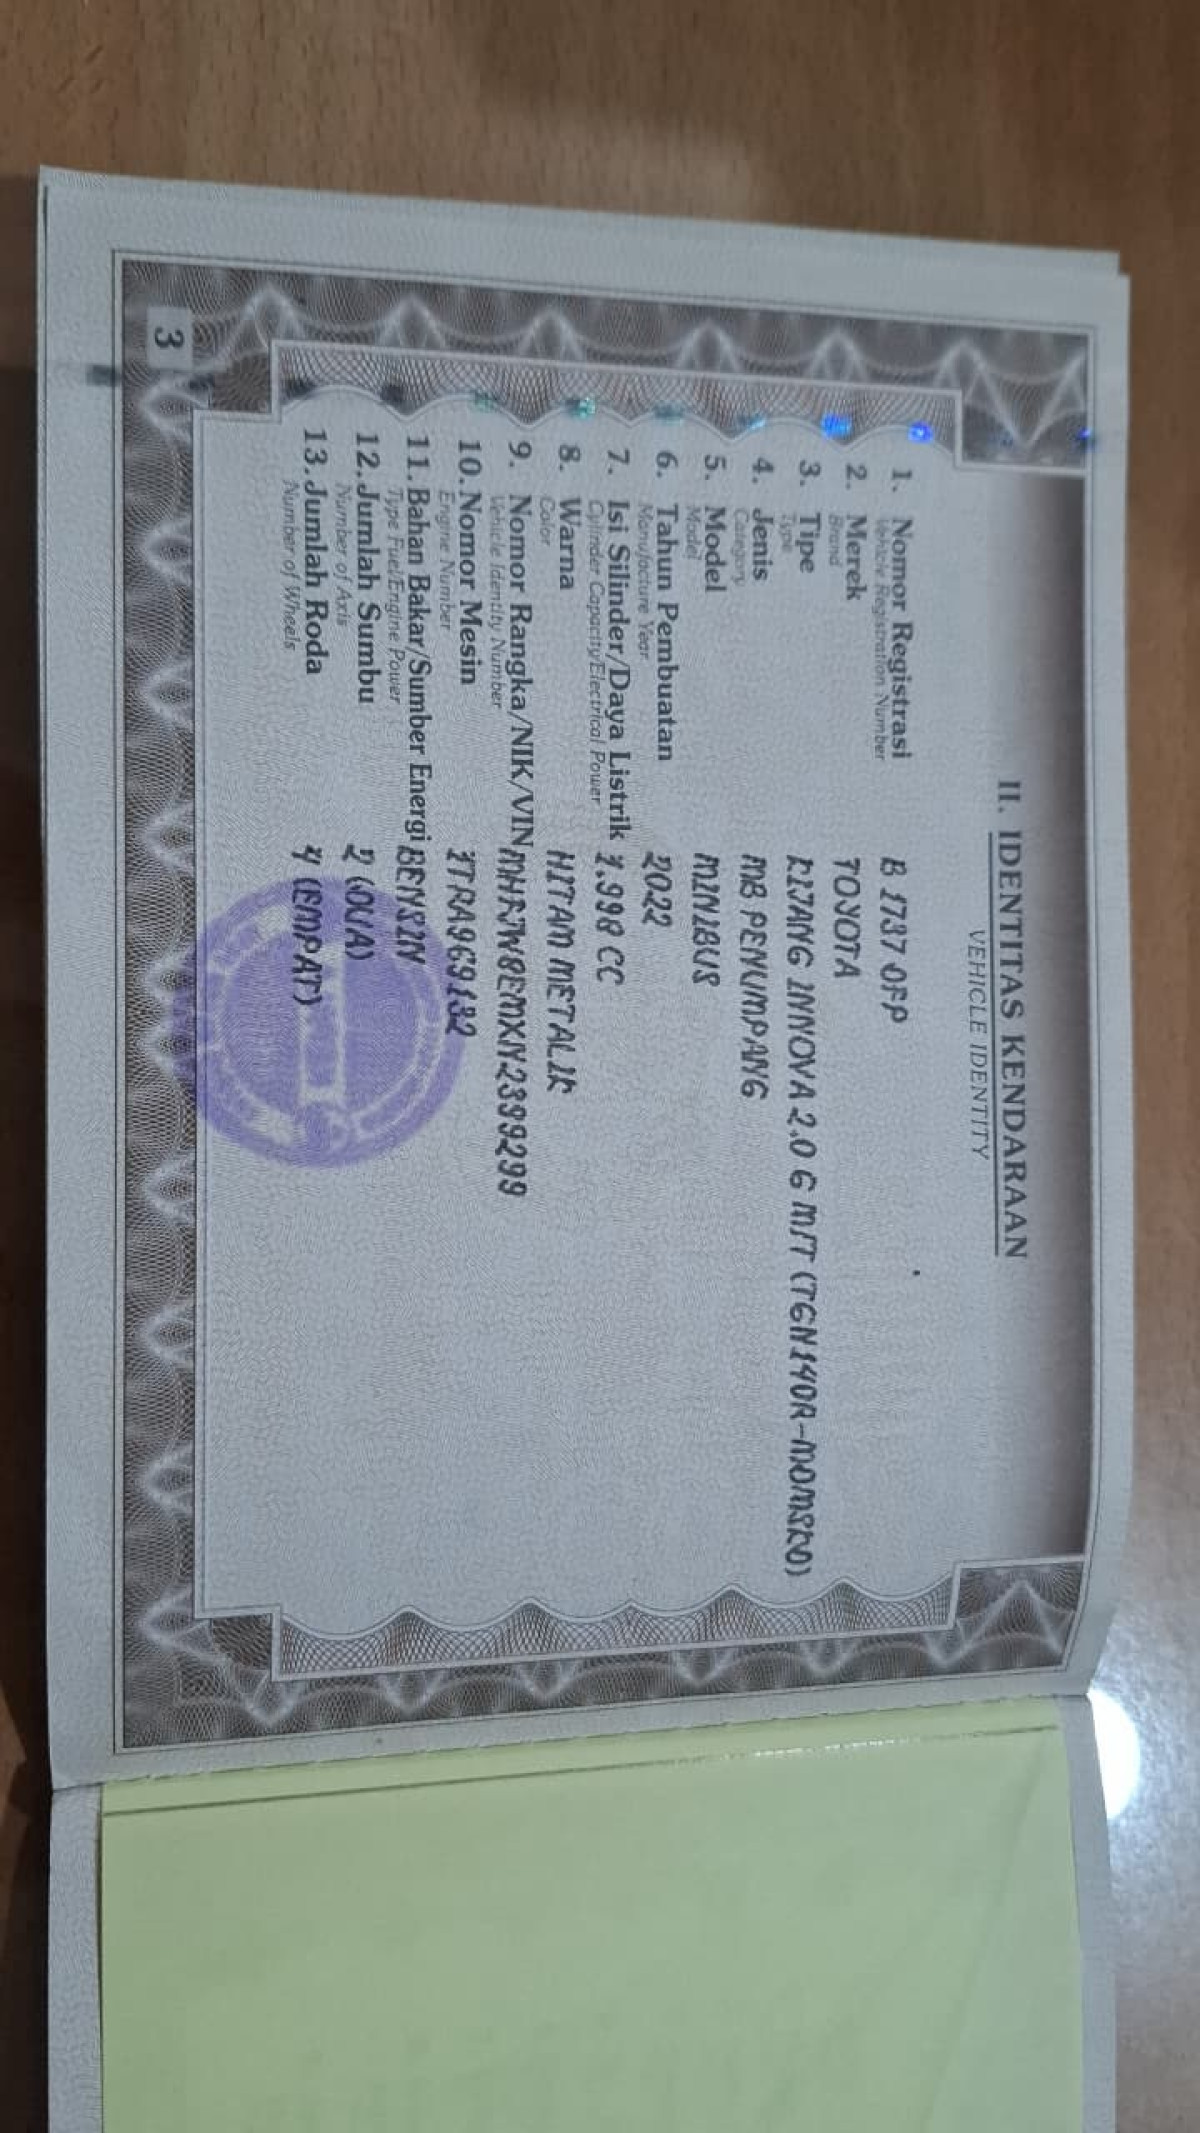 II. IDENTITAS KENDARAAN
VEHICLE IDENTITY
1. Nomor Registrasi B 1737 OFP
Vehicle Registration Number
2. Merek TOYOTA
Brand
3. Tipe KIJANG INNOVA 2.0 G M/T (TGN140R-MDMSKD)
Type
4. Jenis MB PENUMPANG
Category
5. Model MINIBUS
Model
6. Tahun Pembuatan 2022
Manufacture Year
7. Isi Silinder/Daya Listrik 1.998 CC
Cylinder Capacity/Electrical Power
8. Warna HITAM METALIK
Color
9. Nomor Rangka/NIK/VIN MHFJW8EMXN2399299
Vehicle Identity Number
10. Nomor Mesin 1TRA969132
Engine Number
11. Bahan Bakar/Sumber Energi BENSIN
Type Fuel/Engine Power
12. Jumlah Sumbu 2 (DUA)
Number of Axis
13. Jumlah Roda 4 (EMPAT)
Number of Wheels
3